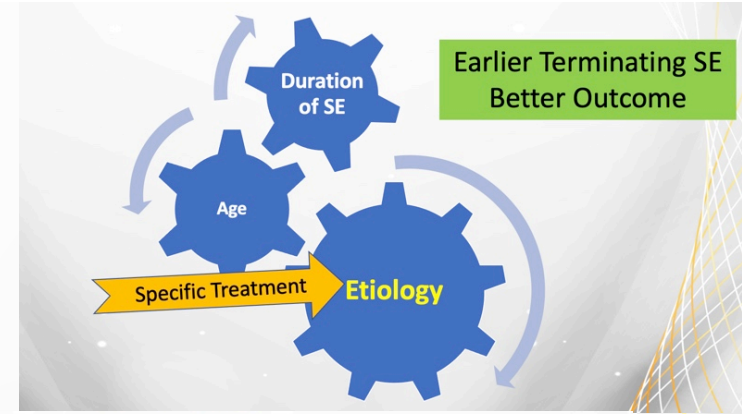 Duration
of SE
Earlier Terminating SE
Better Outcome
Age
Specific Treatment
Etiology